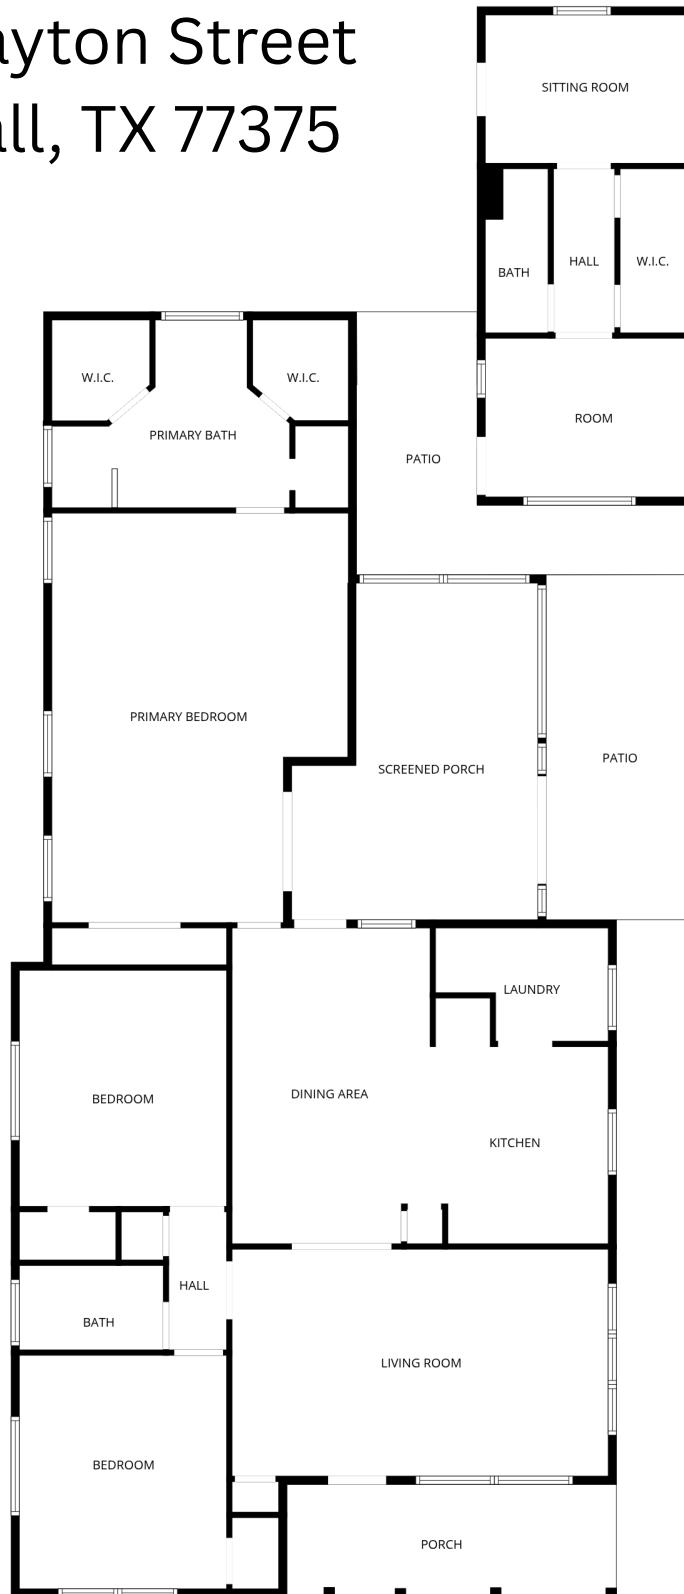 ayton Street
all, TX 77375
SITTING ROOM
BATH
HALL
W.I.C.
W.I.C.
W.I.C.
PRIMARY BATH
ROOM
PATIO
PRIMARY BEDROOM
SCREENED PORCH
PATIO
LAUNDRY
DINING AREA
BEDROOM
KITCHEN
HALL
BATH
LIVING ROOM
BEDROOM
PORCH